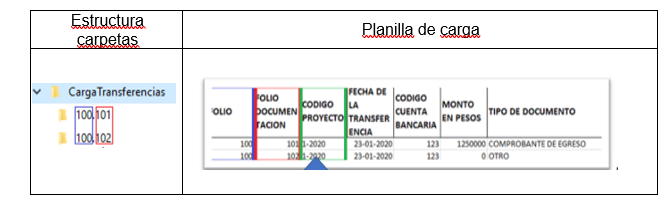 Estructura
carpetas
Planilla de carga
CargaTransferencias
100.101
100.102
OLIO
FOLIO
DOCUMEN
TACION
CODIGO
PROYECTO
FECHA DE
LA
TRANSFER
ENCIA
CODIGO
CUENTA
BANCARIA
MONTO
EN PESOS
TIPO DE DOCUMENTO
100 101 1-2020 23-01-2020 123 1250000 COMPROBANTE DE EGRESO
100 102 1-2020 23-01-2020 123 0 OTRO